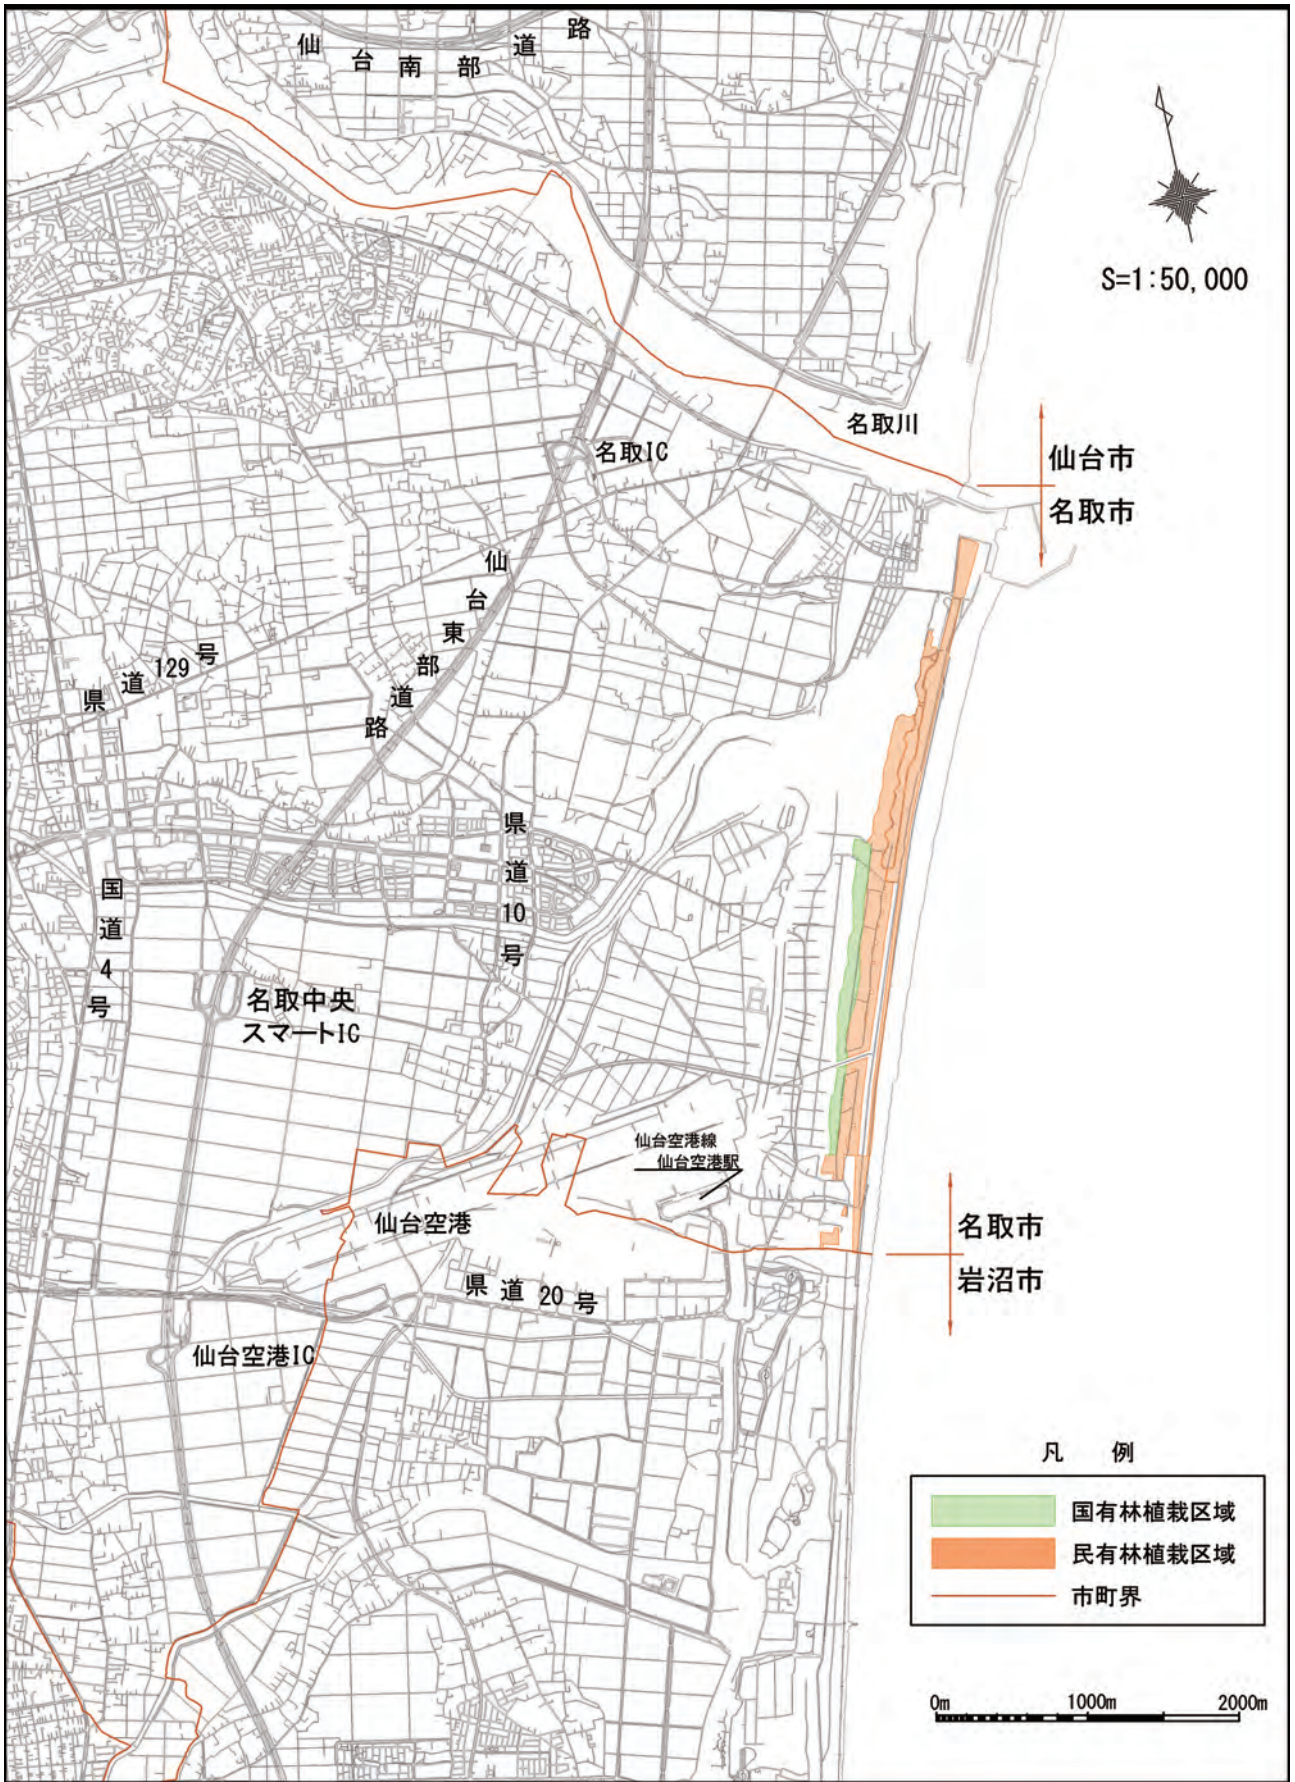 仙台南部道路
S=1:50,000
名取川
仙台市
名取市
名取IC
仙台東部道路
県道129号
県道10号
国道4号
名取中央
スマートIC
仙台空港線
仙台空港駅
仙台空港
名取市
岩沼市
県道20号
仙台空港IC
凡 例
国有林植栽区域
民有林植栽区域
市町界
0m 1000m 2000m